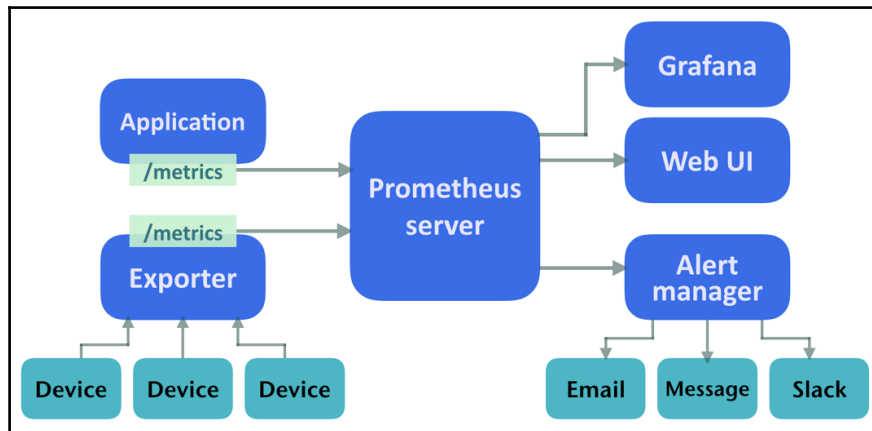 Application
/metrics
/metrics
Exporter
Device
Device
Device
Prometheus
server
Grafana
Web UI
Alert
manager
Email
Message
Slack